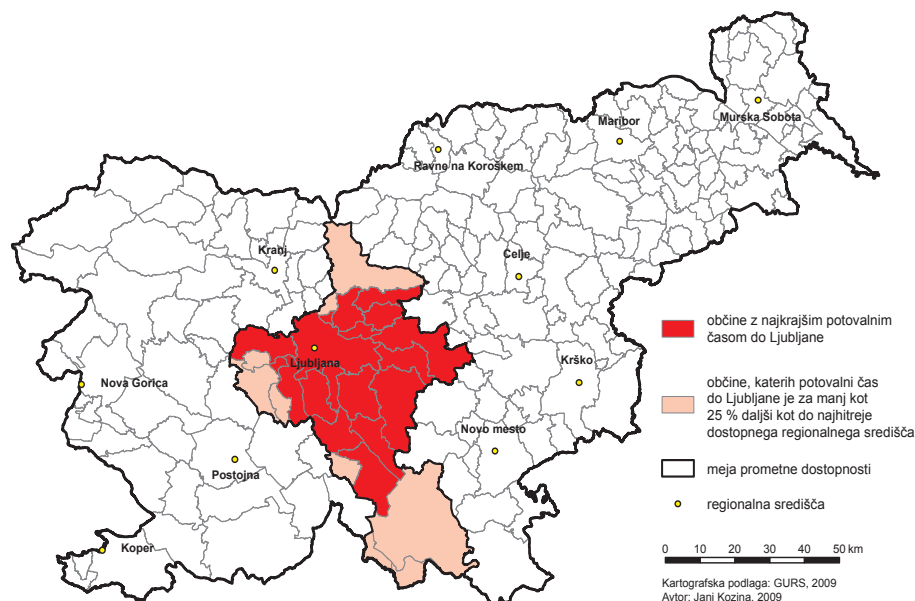 Murska Sobota
Maribor
Ravne na Koroškem
Kranj
Celje
Ljubljana
Krško
Nova Gorica
Novo mesto
Postojna
Koper
občine z najkrajšim potovalnim
časom do Ljubljane
občine, katerih potovalni čas
do Ljubljane je za manj kot
25 % daljši kot do najhitreje
dostopnega regionalnega središča
meja prometne dostopnosti
regionalna središča
0 10 20 30 40 50 km
Kartografska podlaga: GURS, 2009
Avtor: Jani Kozina, 2009